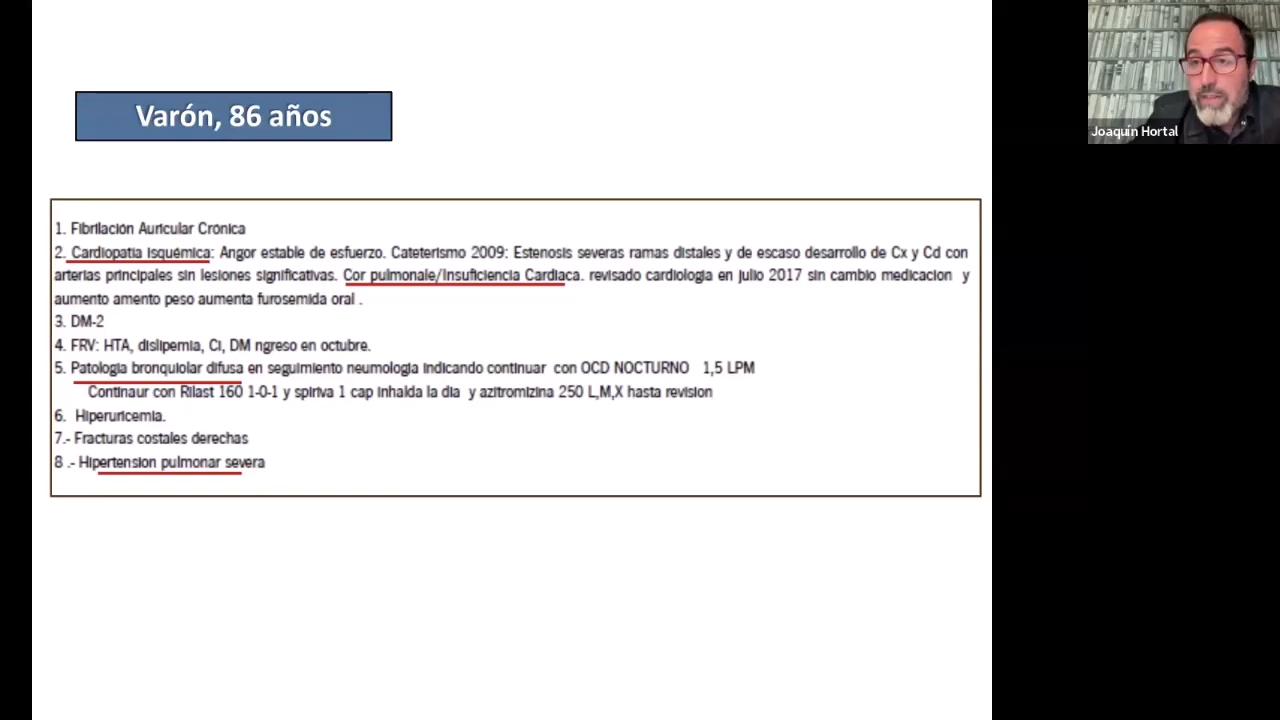 Varón, 86 años
Joaquín Hortal
1. Fibrilación Auricular Crónica
2. Cardiopatía isquémica: Angor estable de esfuerzo. Cateterismo 2009: Estenosis severas ramas distales y de escaso desarrollo de Cx y Cd con
arterias principales sin lesiones significativas. Cor pulmonale/Insuficiencia Cardiaca. revisado cardiologia en julio 2017 sin cambio medicacion y
aumento amento peso aumenta furosemida oral .
3. DM-2
4. FRV: HTA, dislipemia, Ci, DM ngreso en octubre.
5. Patologia bronquiolar difusa en seguimiento neumologia indicando continuar con OCD NOCTURNO 1,5 LPM
Continaur con Rilast 160 1-0-1 y spiriva 1 cap inhalda la dia y azitromizina 250 L,M,X hasta revision
6. Hiperuricemia.
7.- Fracturas costales derechas
8 .- Hipertension pulmonar severa